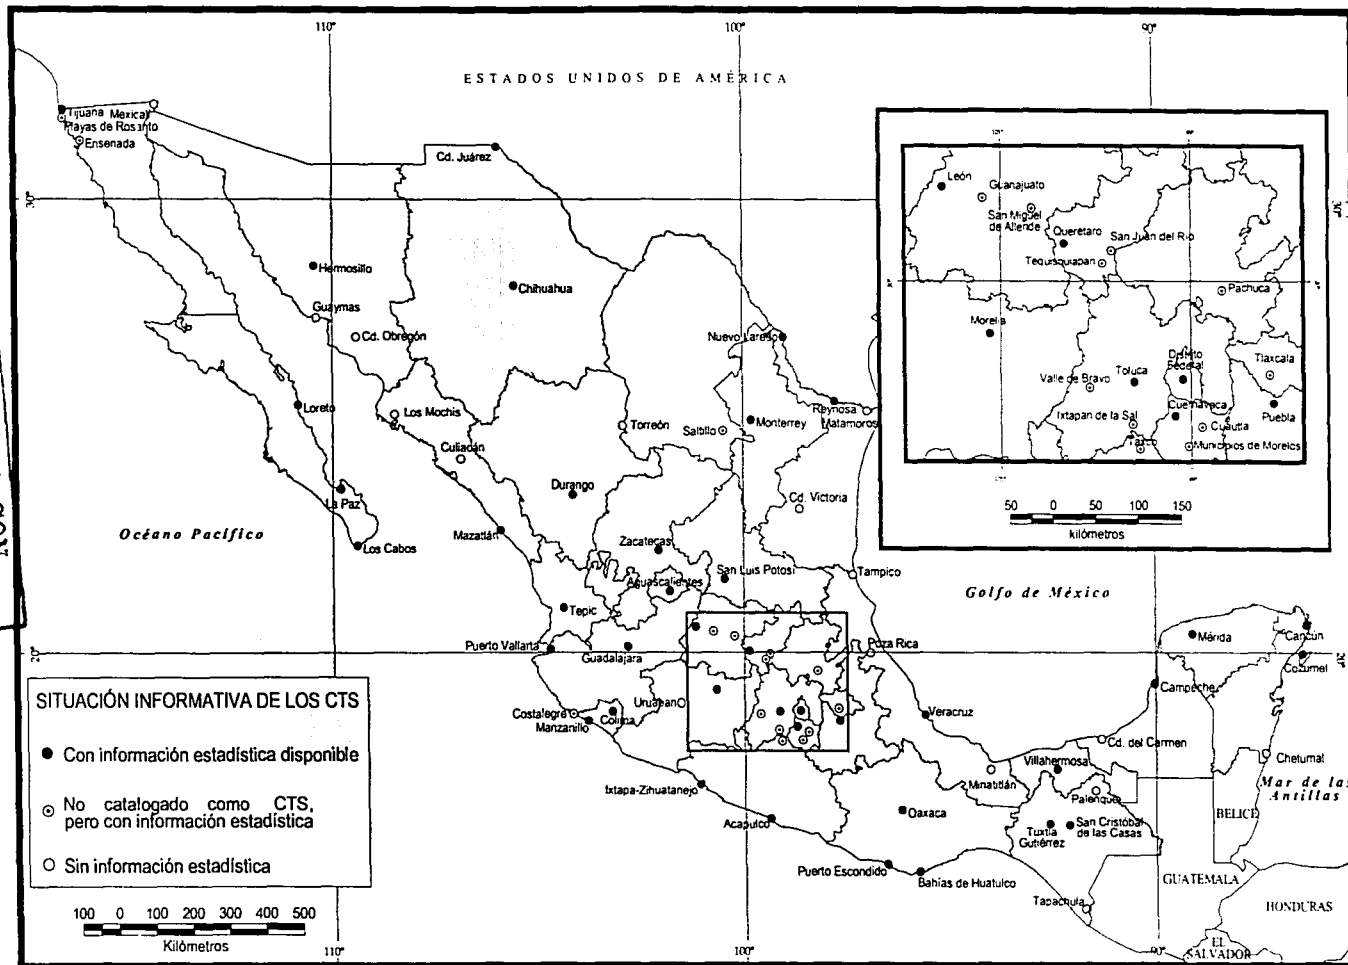 110°
100°
90°
ESTADOS UNIDOS DE AMÉRICA
Tijuana
Mexicali
Playas de Rosarito
Ensenada
Cd. Juárez
30°
30°
Hermosillo
Chihuahua
Guaymas
Cd. Obregón
Nuevo Laredo
Loreto
Los Mochis
Reynosa
Matamoros
Torreón
Saltillo
Monterrey
Culiacán
La Paz
Durango
Cd. Victoria
Océano Pacífico
Mazatlán
Los Cabos
Zacatecas
San Luis Potosí
Tampico
Aguascalientes
Golfo de México
Tepic
Puerto Vallarta
Guadalajara
20°
20°
Poza Rica
Mérida
Cancún
Cozumel
Uruapan
Campeche
Costalegre
Manzanillo
Colima
Veracruz
Cd. del Carmen
Chetumal
Villahermosa
Minatitlán
Palenque
Mar de las
Antillas
Ixtapa-Zihuatanejo
Acapulco
Oaxaca
Tuxtla
Gutiérrez
San Cristóbal
de las Casas
BELICE
Puerto Escondido
Bahías de Huatulco
GUATEMALA
Tapachula
HONDURAS
EL
SALVADOR
110°
100°
90°
León
Guanajuato
San Miguel
de Allende
Querétaro
San Juan del Río
Tequisquiapan
Pachuca
Morelia
Distrito
Federal
Tlaxcala
Toluca
Valle de Bravo
Cuernavaca
Puebla
Ixtapan de la Sal
Cuautla
Taxco
Municipios de Morelos
50 0 50 100 150
kilómetros
SITUACIÓN INFORMATIVA DE LOS CTS
Con información estadística disponible
No catalogado como CTS,
pero con información estadística
Sin información estadística
100 0 100 200 300 400 500
Kilómetros